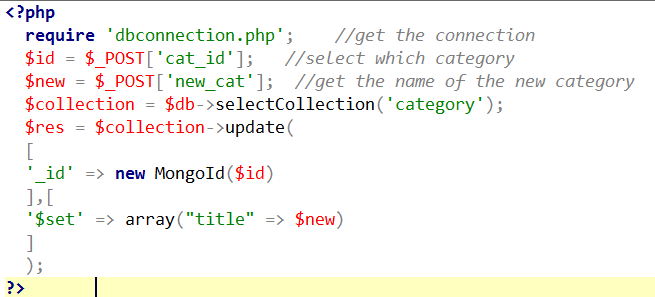 <?php
require 'dbconnection.php';    //get the connection
$id = $_POST['cat_id'];   //select which category
$new = $_POST['new_cat'];  //get the name of the new category
$collection = $db->selectCollection('category');
$res = $collection->update(
[
'_id' => new MongoId($id)
],[
'$set' => array("title" => $new)
]
);
?>